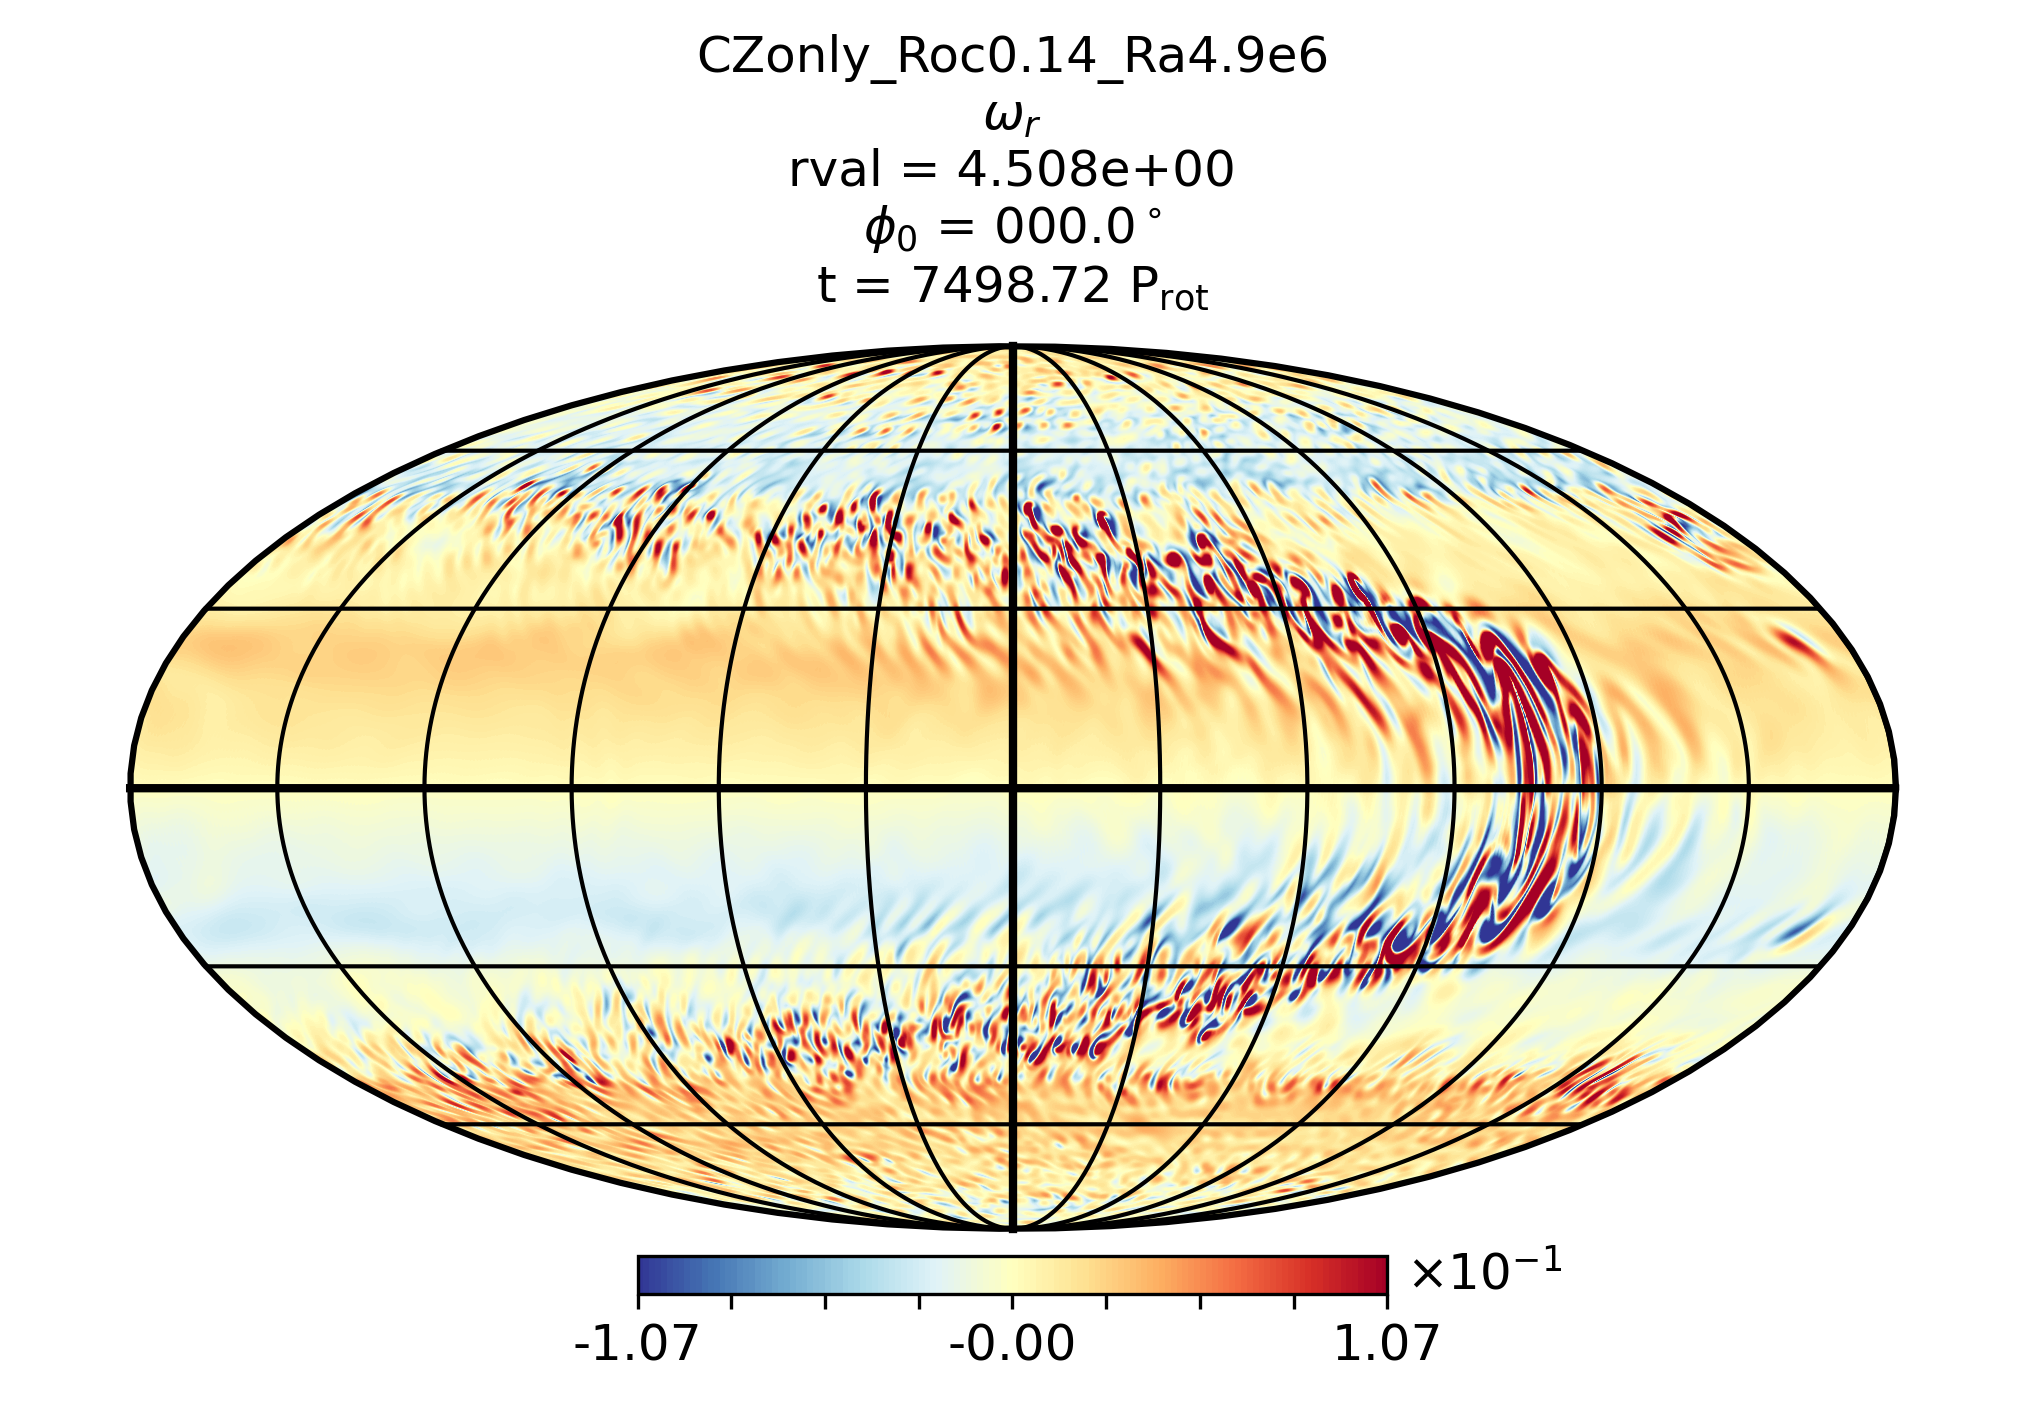 CZonly_Roc0.14_Ra4.9e6
ω_r
rval = 4.508e+00
ϕ₀ = 000.0°
t = 7498.72 P_rot
×10⁻¹
-1.07 -0.00 1.07